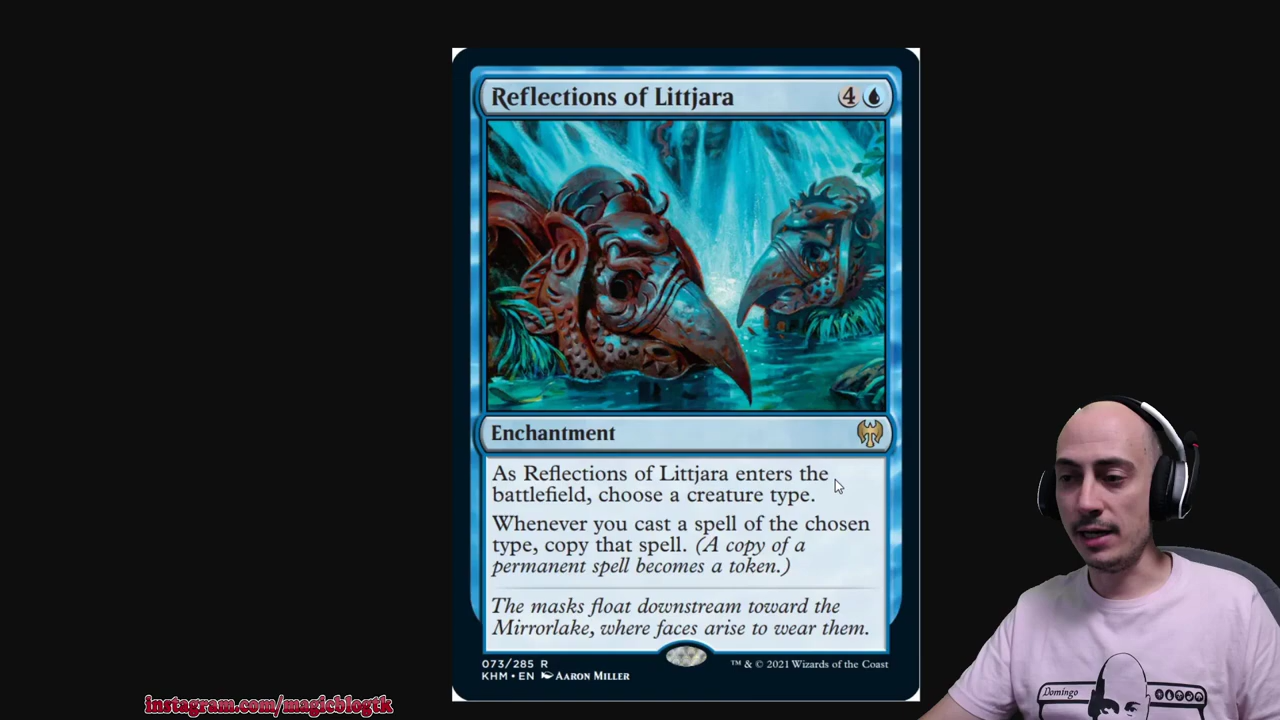 Reflections of Littjara 4
Enchantment
As Reflections of Littjara enters the
battlefield, choose a creature type.
Whenever you cast a spell of the chosen
type, copy that spell. (A copy of a
permanent spell becomes a token.)
The masks float downstream toward the
Mirrorlake, where faces arise to wear them.
073/285 R
KHM • EN Aaron Miller
™ & © 2021 Wizards of the Coast
instagram.com/magicblogtk
Domingo